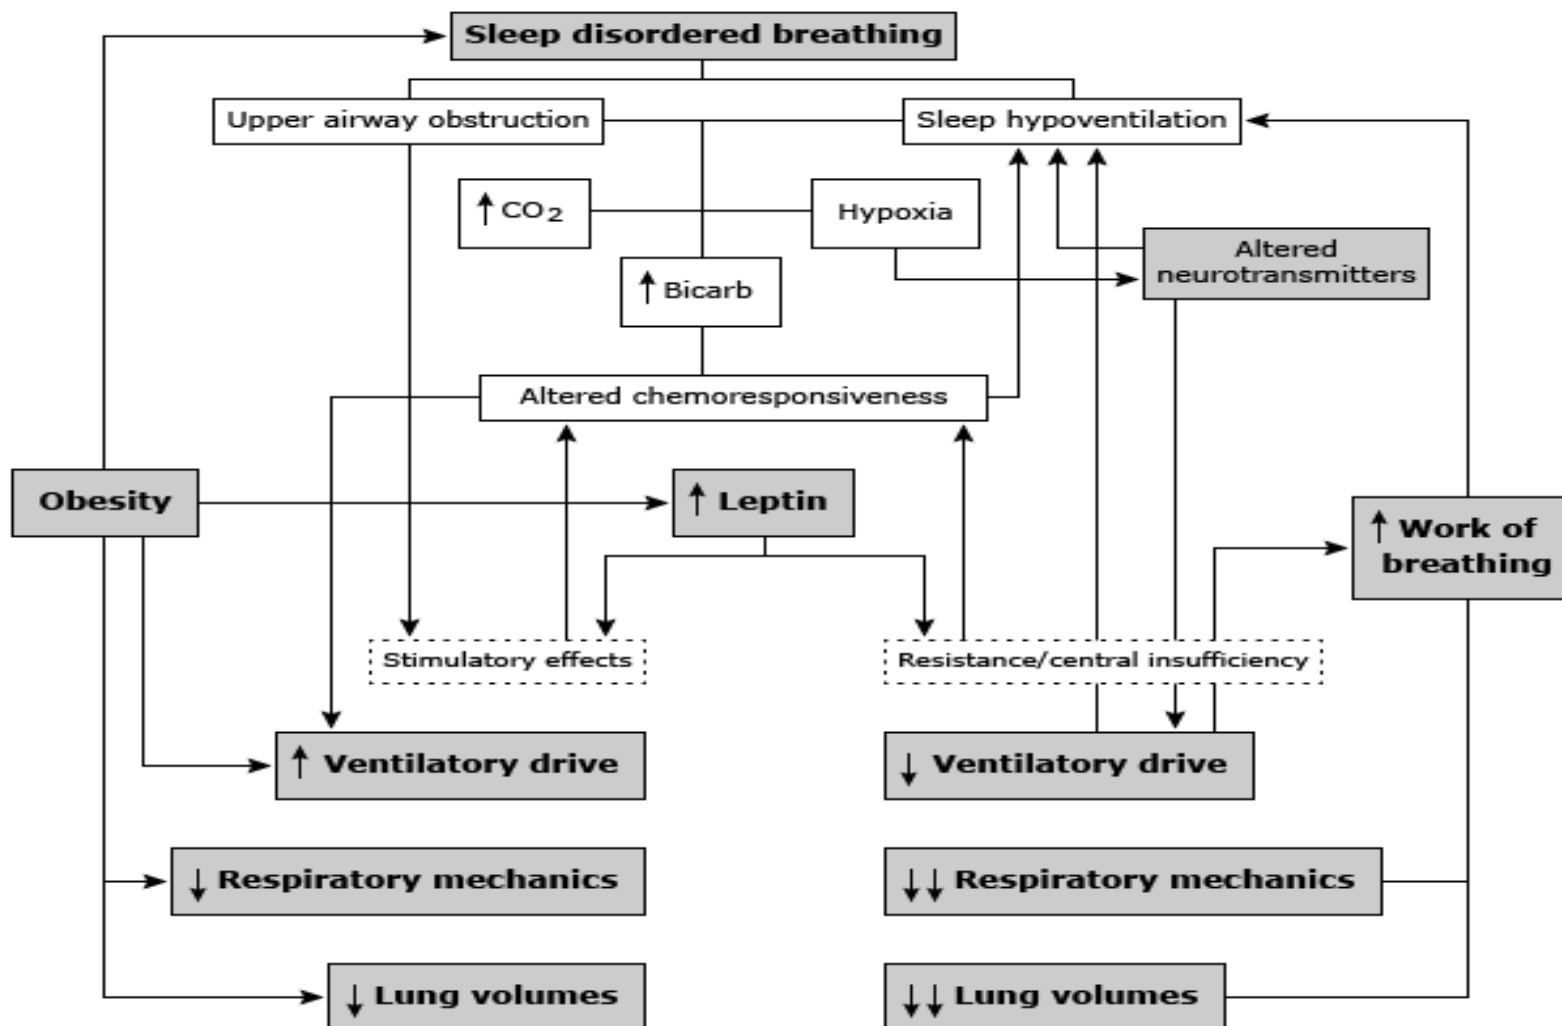 Sleep disordered breathing
Upper airway obstruction
Sleep hypoventilation
↑ CO2
Hypoxia
Altered
neurotransmitters
↑ Bicarb
Altered chemoresponsiveness
Obesity
↑ Leptin
↑ Work of
breathing
Stimulatory effects
Resistance/central insufficiency
↑ Ventilatory drive
↓ Ventilatory drive
↓ Respiratory mechanics
↓↓ Respiratory mechanics
↓ Lung volumes
↓↓ Lung volumes